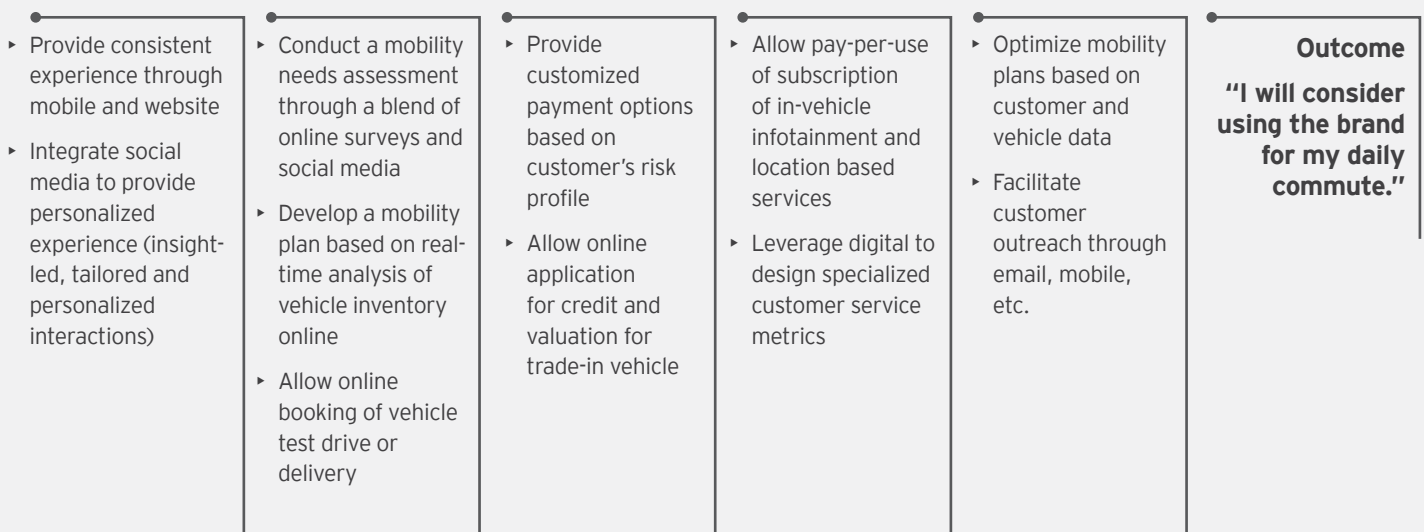 ▸ Provide consistent
experience through
mobile and website
▸ Integrate social
media to provide
personalized
experience (insight-
led, tailored and
personalized
interactions)
▸ Conduct a mobility
needs assessment
through a blend of
online surveys and
social media
▸ Develop a mobility
plan based on real-
time analysis of
vehicle inventory
online
▸ Allow online
booking of vehicle
test drive or
delivery
▸ Provide
customized
payment options
based on
customer's risk
profile
▸ Allow online
application
for credit and
valuation for
trade-in vehicle
▸ Allow pay-per-use
of subscription
of in-vehicle
infotainment and
location based
services
▸ Leverage digital to
design specialized
customer service
metrics
▸ Optimize mobility
plans based on
customer and
vehicle data
▸ Facilitate
customer
outreach through
email, mobile,
etc.
Outcome
“I will consider
using the brand
for my daily
commute.”